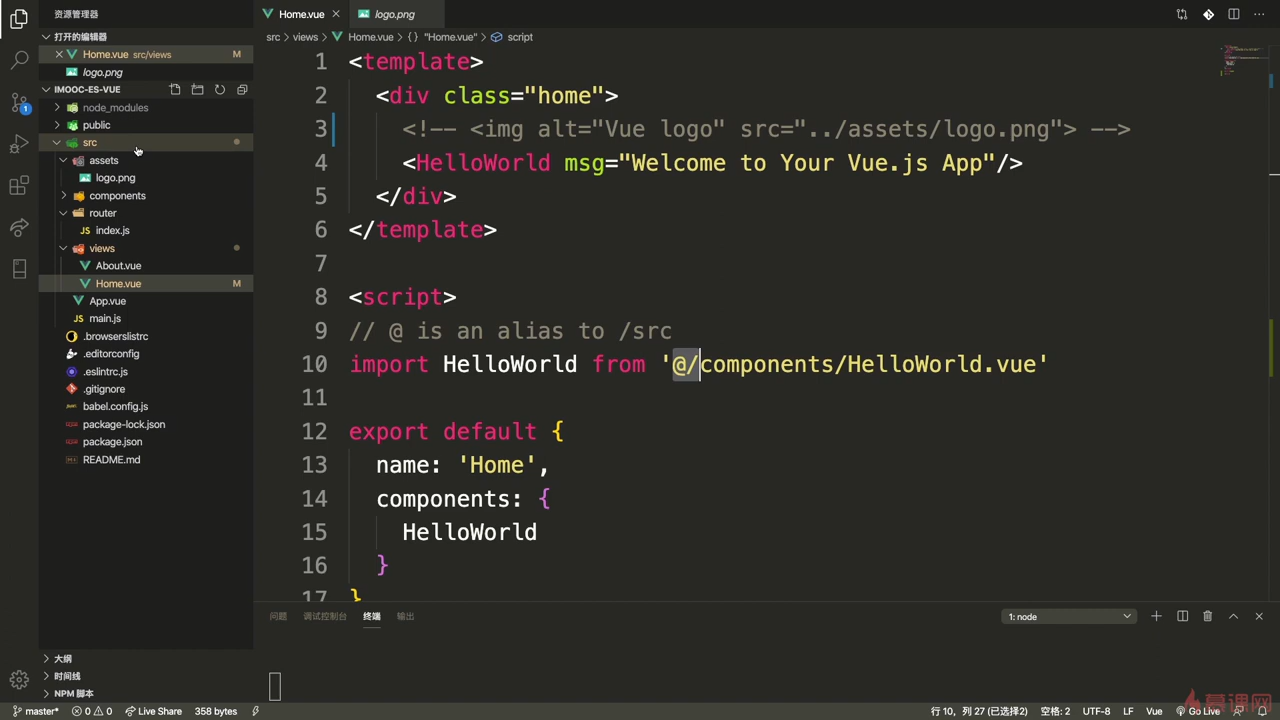 资源管理器
Home.vue
logo.png
打开的编辑器
Home.vue src/views M
logo.png
IMOOC-ES-VUE
node_modules
public
src
assets
logo.png
components
router
JS index.js
views
About.vue
Home.vue M
App.vue
JS main.js
.browserslistrc
.editorconfig
.eslintrc.js
.gitignore
babel.config.js
package-lock.json
package.json
README.md
大纲
时间线
NPM 脚本
src > views > Home.vue > {} "Home.vue" > script
1 <template>
2 <div class="home">
3 <!-- <img alt="Vue logo" src="../assets/logo.png"> -->
4 <HelloWorld msg="Welcome to Your Vue.js App"/>
5 </div>
6 </template>
7
8 <script>
9 // @ is an alias to /src
10 import HelloWorld from '@/components/HelloWorld.vue'
11
12 export default {
13 name: 'Home',
14 components: {
15 HelloWorld
16 }
17 }
问题 调试控制台 终端 输出
1: node
master* 0 0 Live Share 358 bytes
行 10, 列 27 (已选择2) 空格: 2 UTF-8 LF Vue Go Live
慕课网